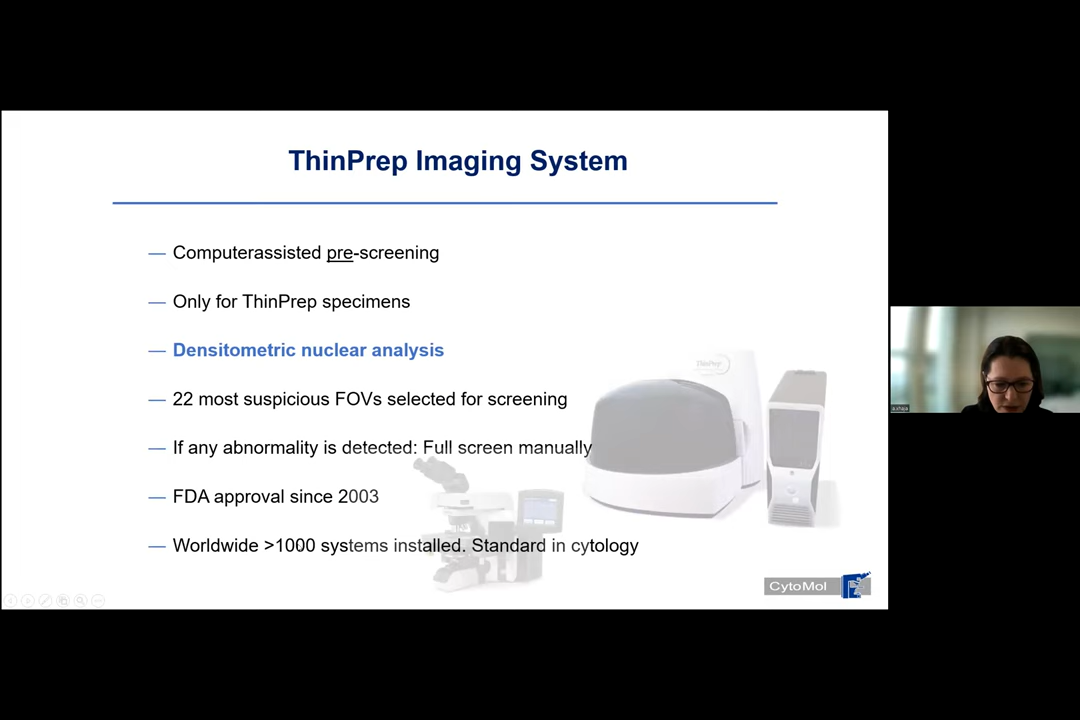 ThinPrep Imaging System
— Computerassisted pre-screening
— Only for ThinPrep specimens
— Densitometric nuclear analysis
— 22 most suspicious FOVs selected for screening
— If any abnormality is detected: Full screen manually
— FDA approval since 2003
— Worldwide >1000 systems installed. Standard in cytology
ThinPrep
CytoMol